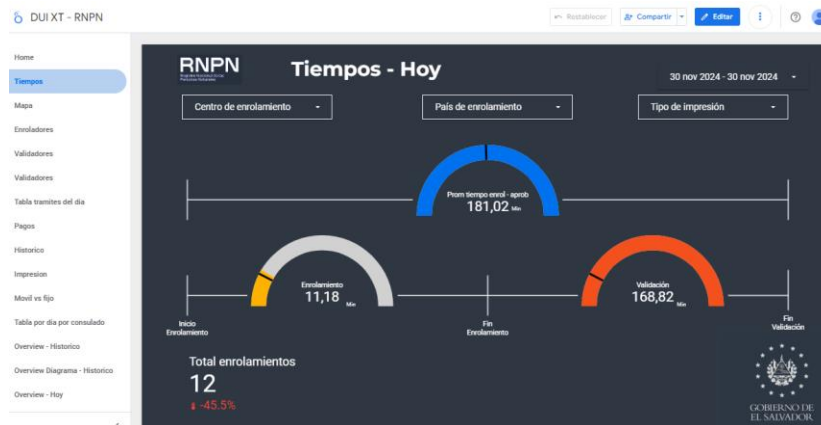 DUI XT - RNPN
Restablecer
Compartir
Editar
Home
Tiempos
Mapa
Enroladores
Validadores
Validadores
Tabla tramites del dia
Pagos
Historico
Impresion
Movil vs fijo
Tabla por dia por consulado
Overview - Historico
Overview Diagrama - Historico
Overview - Hoy
RNPN
Tiempos - Hoy
30 nov 2024 - 30 nov 2024
Centro de enrolamiento
País de enrolamiento
Tipo de impresión
Prom tiempo enrol - aprob
181,02 Min
Enrolamiento
11,18 Min
Validación
168,82 Min
Inicio
Enrolamiento
Fin
Enrolamiento
Fin
Validación
Total enrolamientos
12
-45.5%
GOBIERNO DE
EL SALVADOR